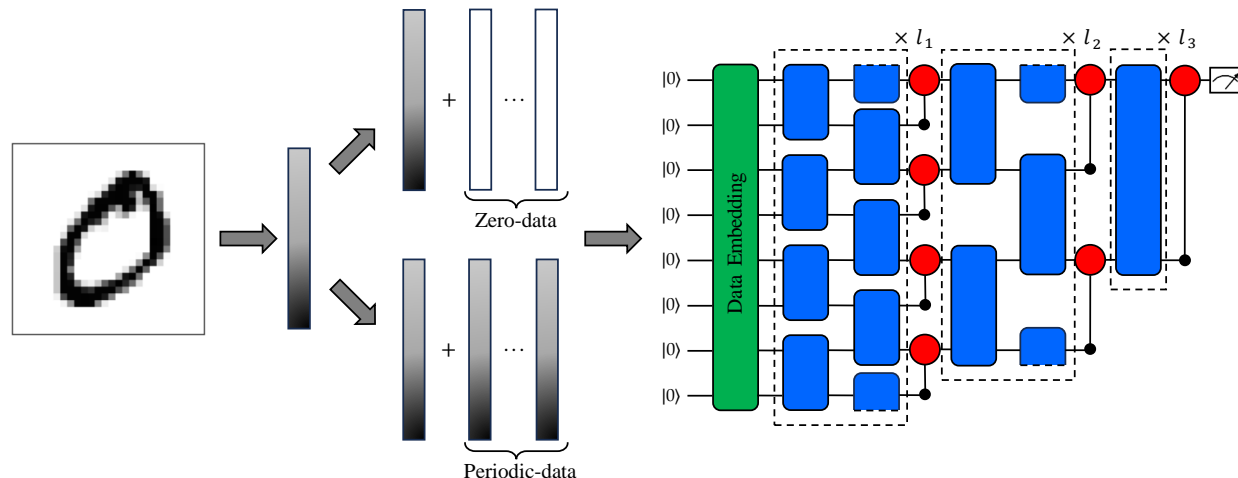 + ...
Zero-data
+ ...
Periodic-data
× l₁
× l₂
× l₃
|0⟩
|0⟩
|0⟩
|0⟩
|0⟩
|0⟩
|0⟩
|0⟩
Data Embedding